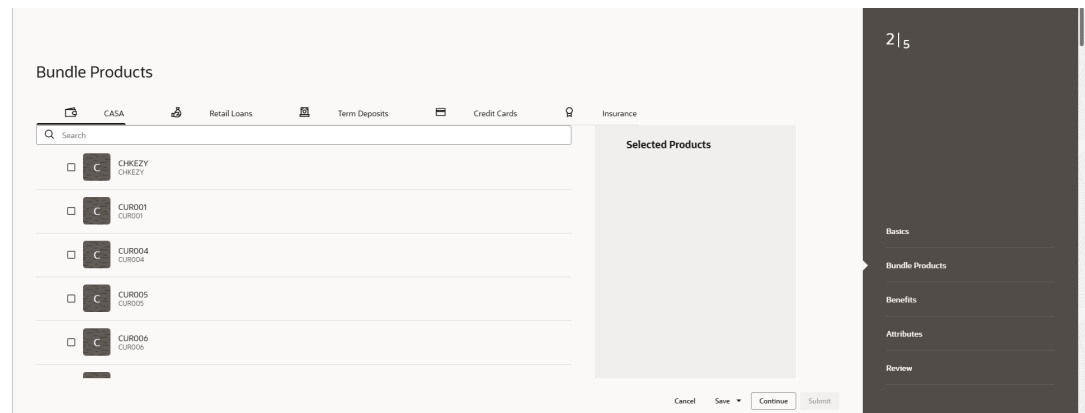 2|5
Bundle Products
CASA Retail Loans Term Deposits Credit Cards Insurance
Search
Selected Products
C CHKEZY
CHKEZY
C CUR001
CUR001
C CUR004
CUR004
C CUR005
CUR005
C CUR006
CUR006
Basics
Bundle Products
Benefits
Attributes
Review
Cancel Save Continue Submit